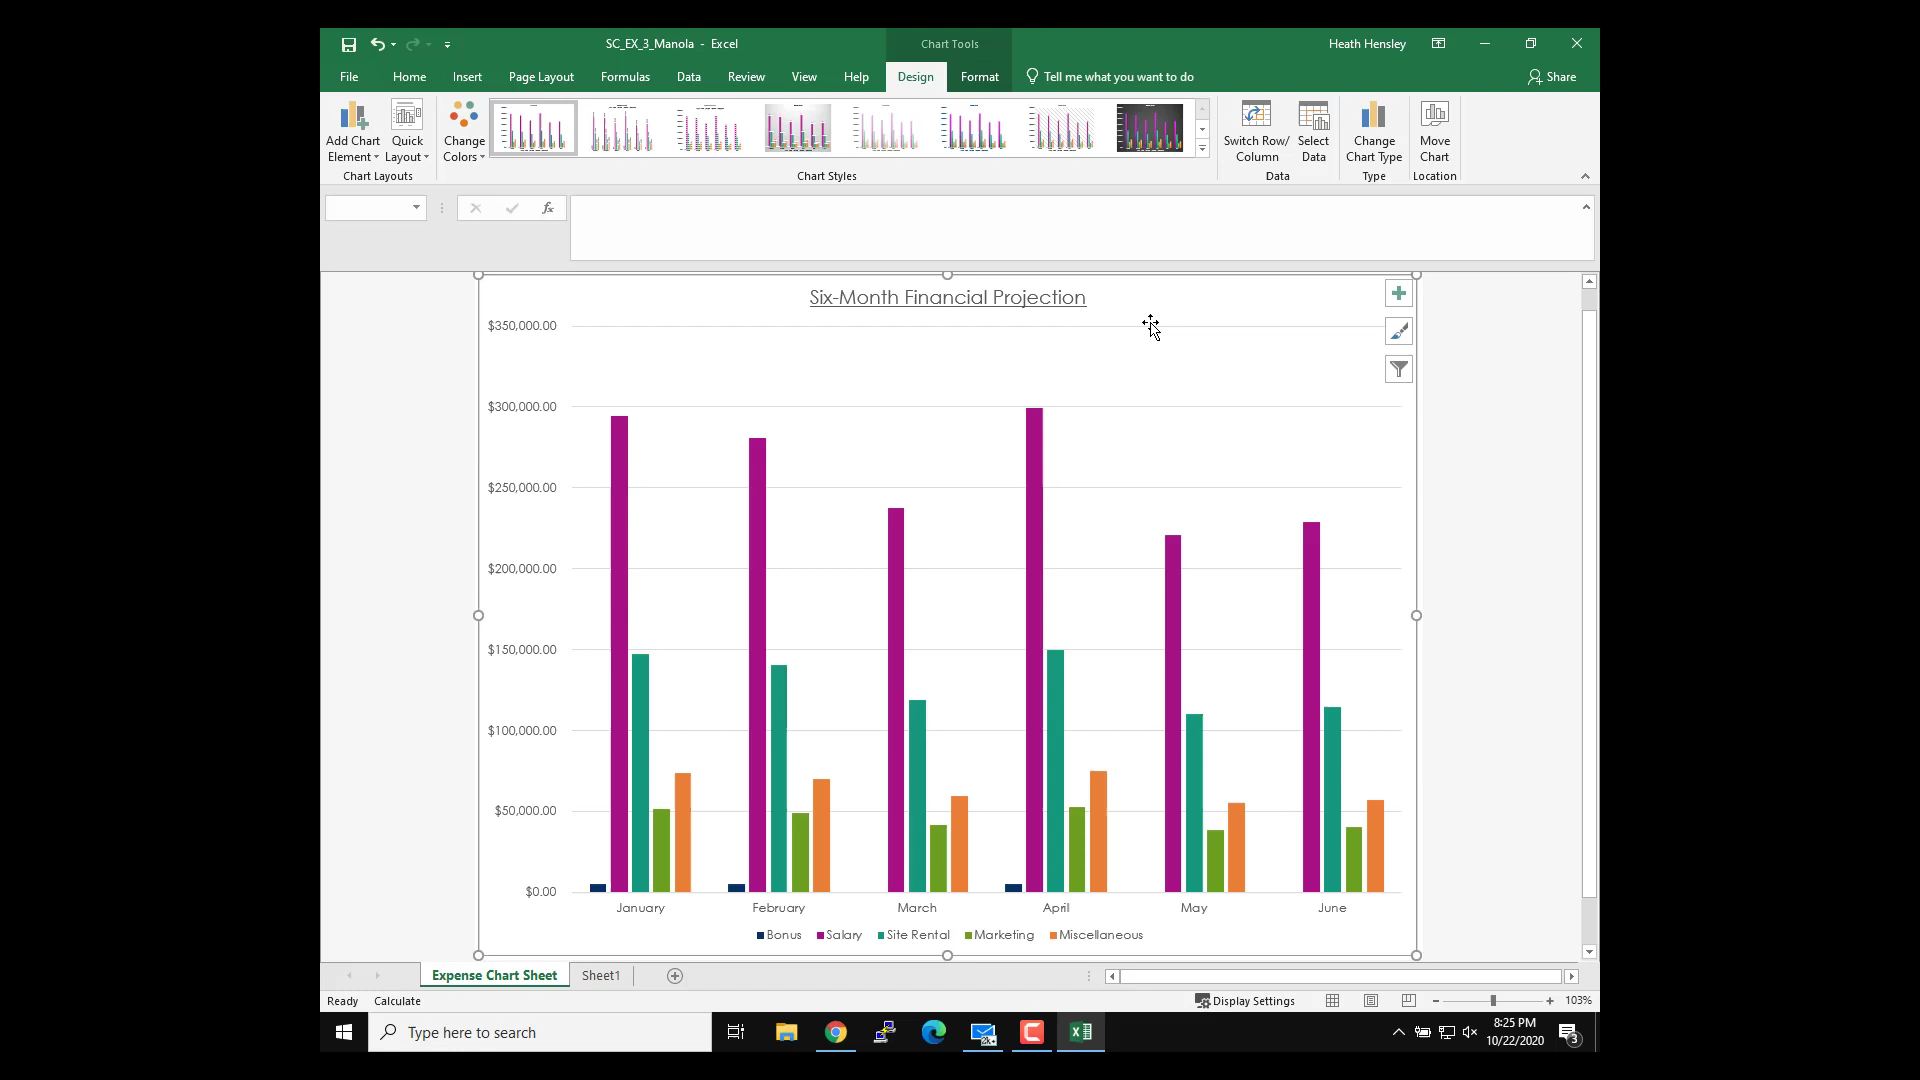 SC_EX_3_Manola - Excel
Chart Tools
Heath Hensley
File Home Insert Page Layout Formulas Data Review View Help Design Format Tell me what you want to do Share
Add Chart Element
Quick Layout
Change Colors
Switch Row/ Column
Select Data
Change Chart Type
Move Chart
Chart Layouts
Chart Styles
Data
Type
Location
fx
Six-Month Financial Projection
$350,000.00
$300,000.00
$250,000.00
$200,000.00
$150,000.00
$100,000.00
$50,000.00
$0.00
January February March April May June
Bonus Salary Site Rental Marketing Miscellaneous
Expense Chart Sheet Sheet1
Ready Calculate Display Settings 103%
Type here to search
8:25 PM
10/22/2020
3